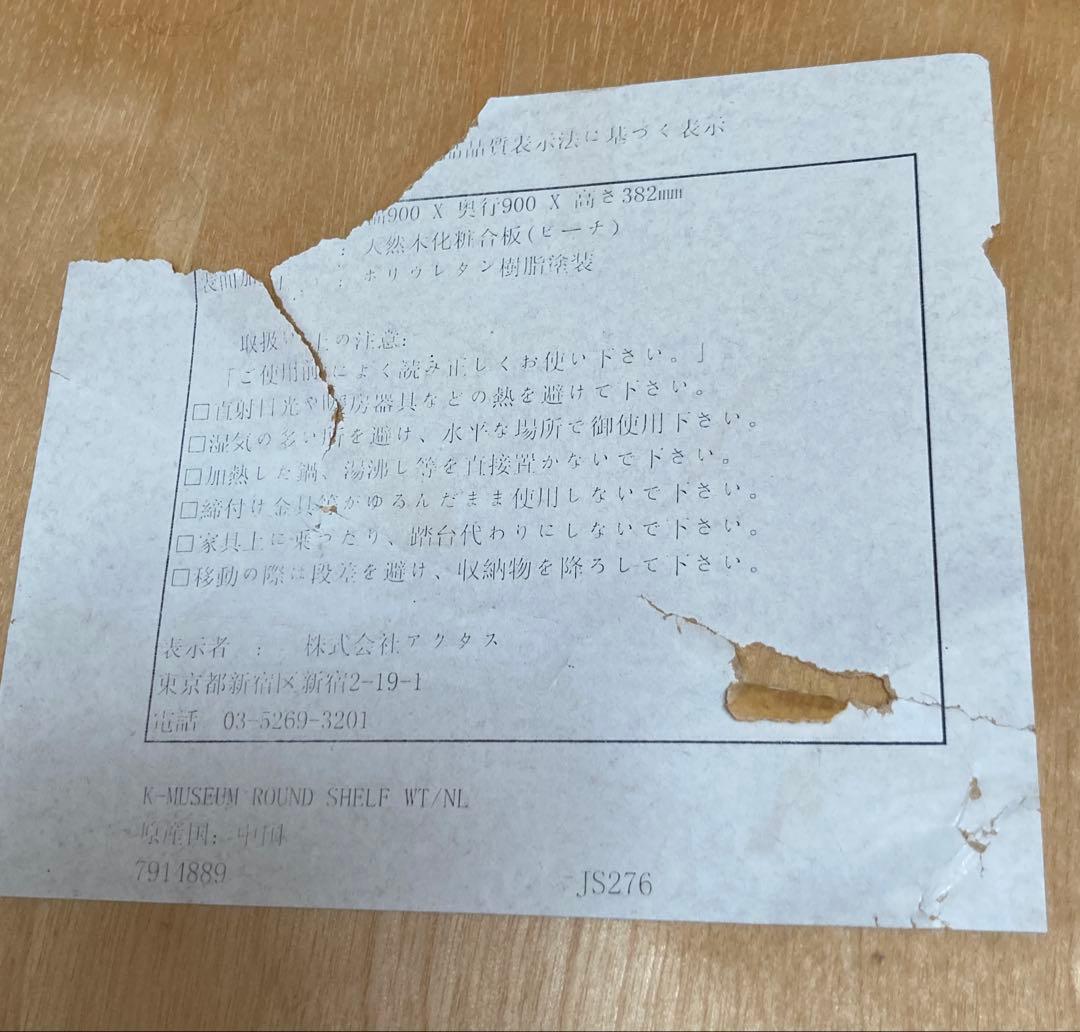 品質表示法に基づく表示
900 X 奥行900 X 高さ382mm
: 天然木化粧合板(ビーチ)
表面加 : ポリウレタン樹脂塗装
取扱 上の注意:
「ご使用前によく読み正しくお使い下さい。」
□直射日光や暖房器具などの熱を避けて下さい。
□湿気の多い所を避け、水平な場所で御使用下さい。
□加熱した鍋、湯沸し等を直接置かないで下さい。
□締付け金具等がゆるんだまま使用しないで下さい。
□家具上に乗ったり、踏台代わりにしないで下さい。
□移動の際は段差を避け、収納物を降ろして下さい。
表示者 : 株式会社アクタス
東京都新宿区新宿2-19-1
電話 03-5269-3201
K-MUSEUM ROUND SHELF WT/NL
原産国: 中国
7914889
JS276